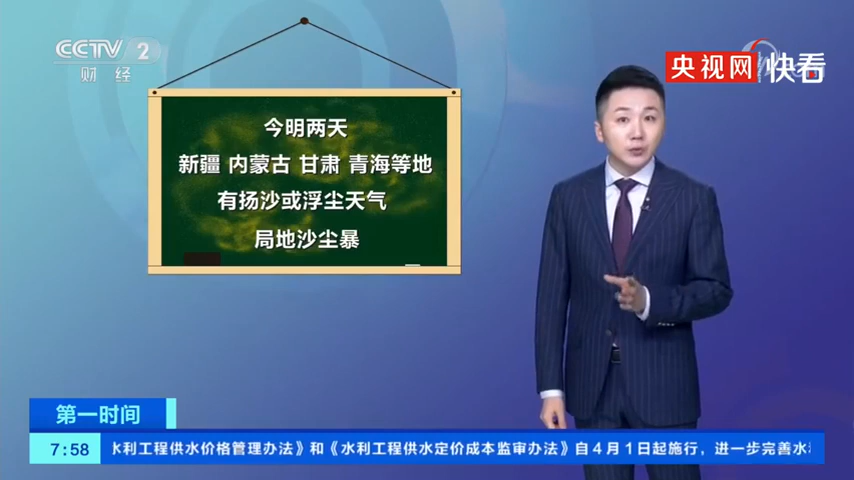 CCTV 2
财经
央视网 快看
今明两天
新疆 内蒙古 甘肃 青海等地
有扬沙或浮尘天气
局地沙尘暴
第一时间
7:58 水利工程供水价格管理办法》和《水利工程供水定价成本监审办法》自4月1日起施行，进一步完善水利